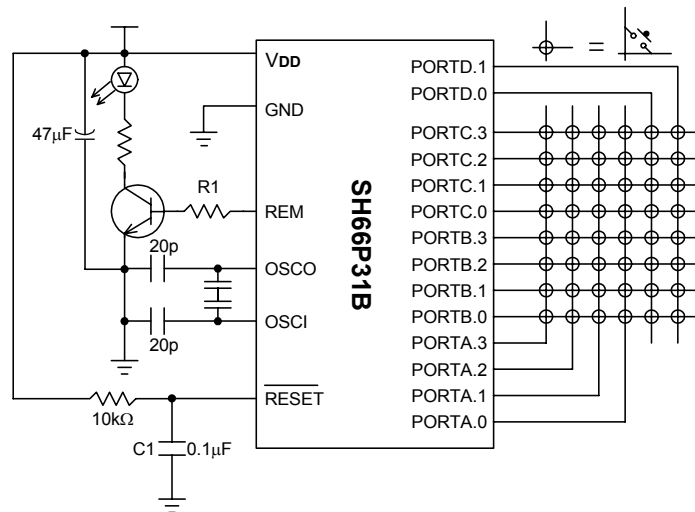 VDD
GND
REM
OSCO
OSCI
RESET
47μF
R1
20p
20p
10kΩ
C1
0.1μF
SH66P31B
=
PORTD.1
PORTD.0
PORTC.3
PORTC.2
PORTC.1
PORTC.0
PORTB.3
PORTB.2
PORTB.1
PORTB.0
PORTA.3
PORTA.2
PORTA.1
PORTA.0